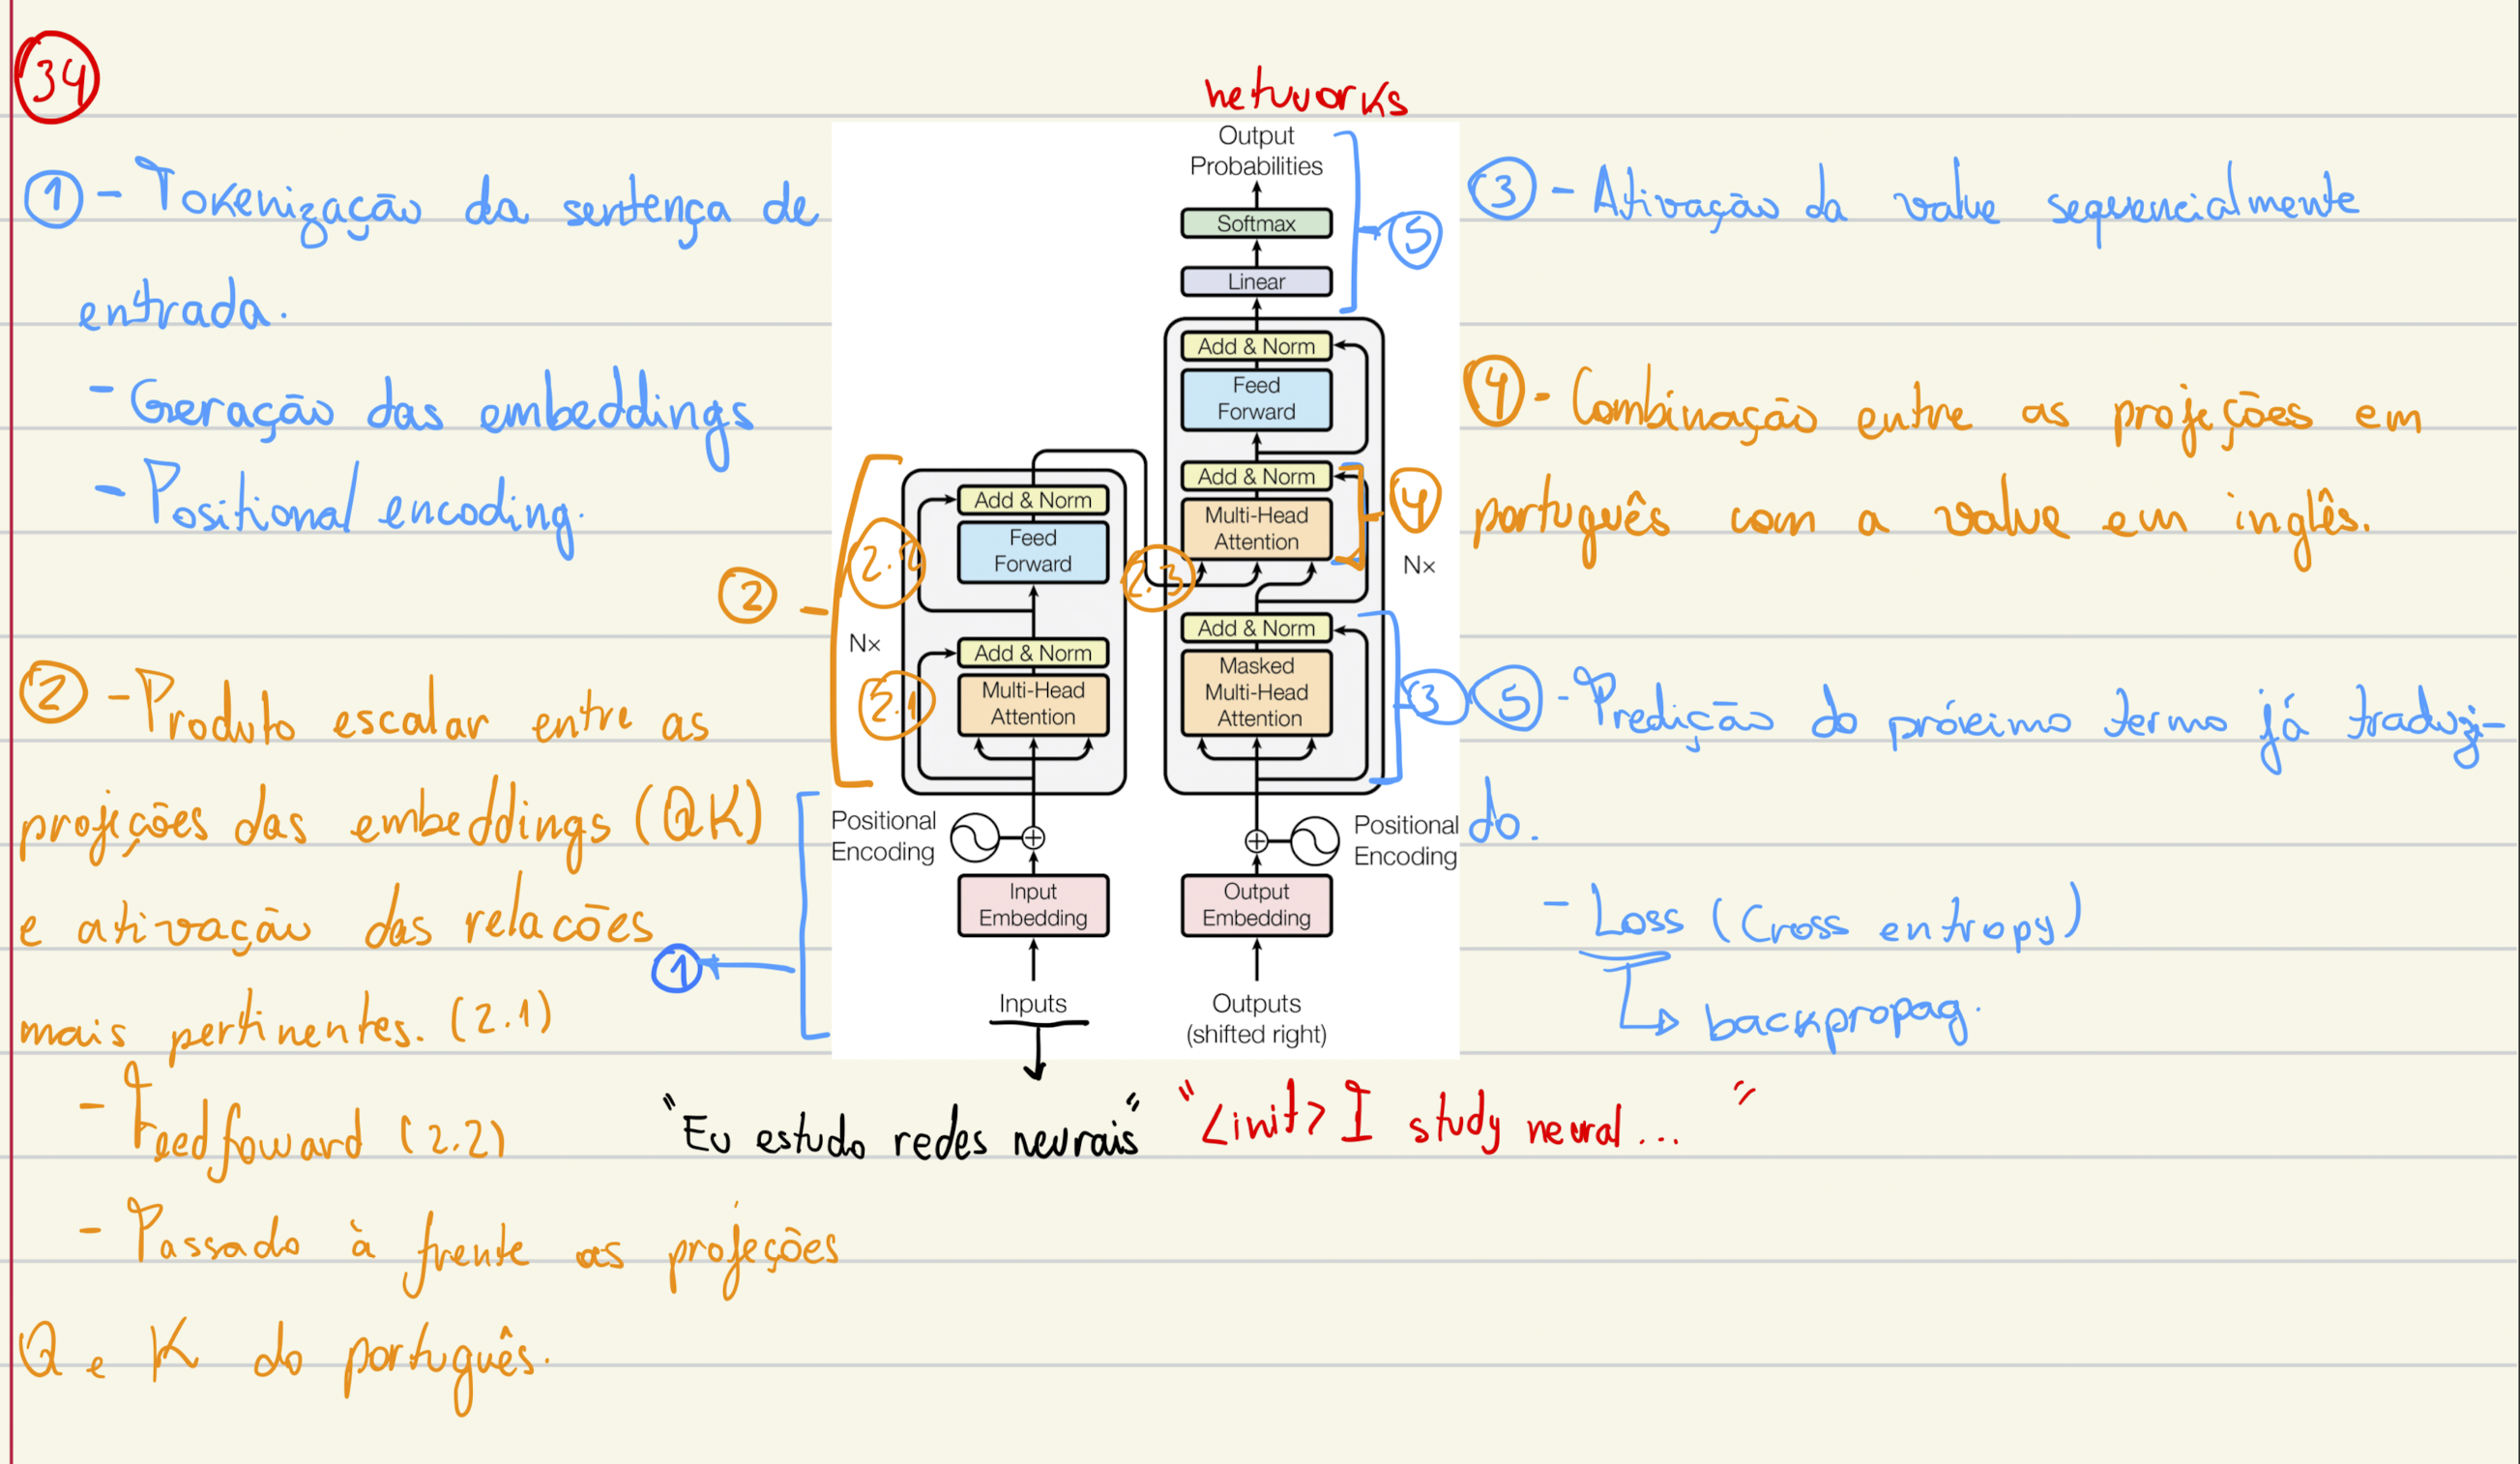 34
① - Tokenização da sentença de
entrada.
- Geração das embeddings
- Positional encoding.
② - Produto escalar entre as
projeções das embeddings (QK)
e ativação das relacões
mais pertinentes. (2.1)
- Feedfoward (2.2)
- Passado à frente as projeções
Q e K do português.
networks
Output
Probabilities
Softmax
Linear
⑤
Add & Norm
Feed
Forward
Add & Norm
Multi-Head
Attention
④
Nx
2.3
Add & Norm
Masked
Multi-Head
Attention
③
Positional
Encoding
Output
Embedding
Outputs
(shifted right)
Add & Norm
Feed
Forward
2.2
②
Nx
Add & Norm
Multi-Head
Attention
2.1
Positional
Encoding
Input
Embedding
①
Inputs
"Eu estudo redes neurais"
"<init> I study neural... "
③ - Ativação da value sequencialmente
④ - Combinação entre as projeções em
português com a value em inglês.
⑤ - Predição do próximo termo já traduzi-
do.
- Loss (Cross entropy)
backpropag.